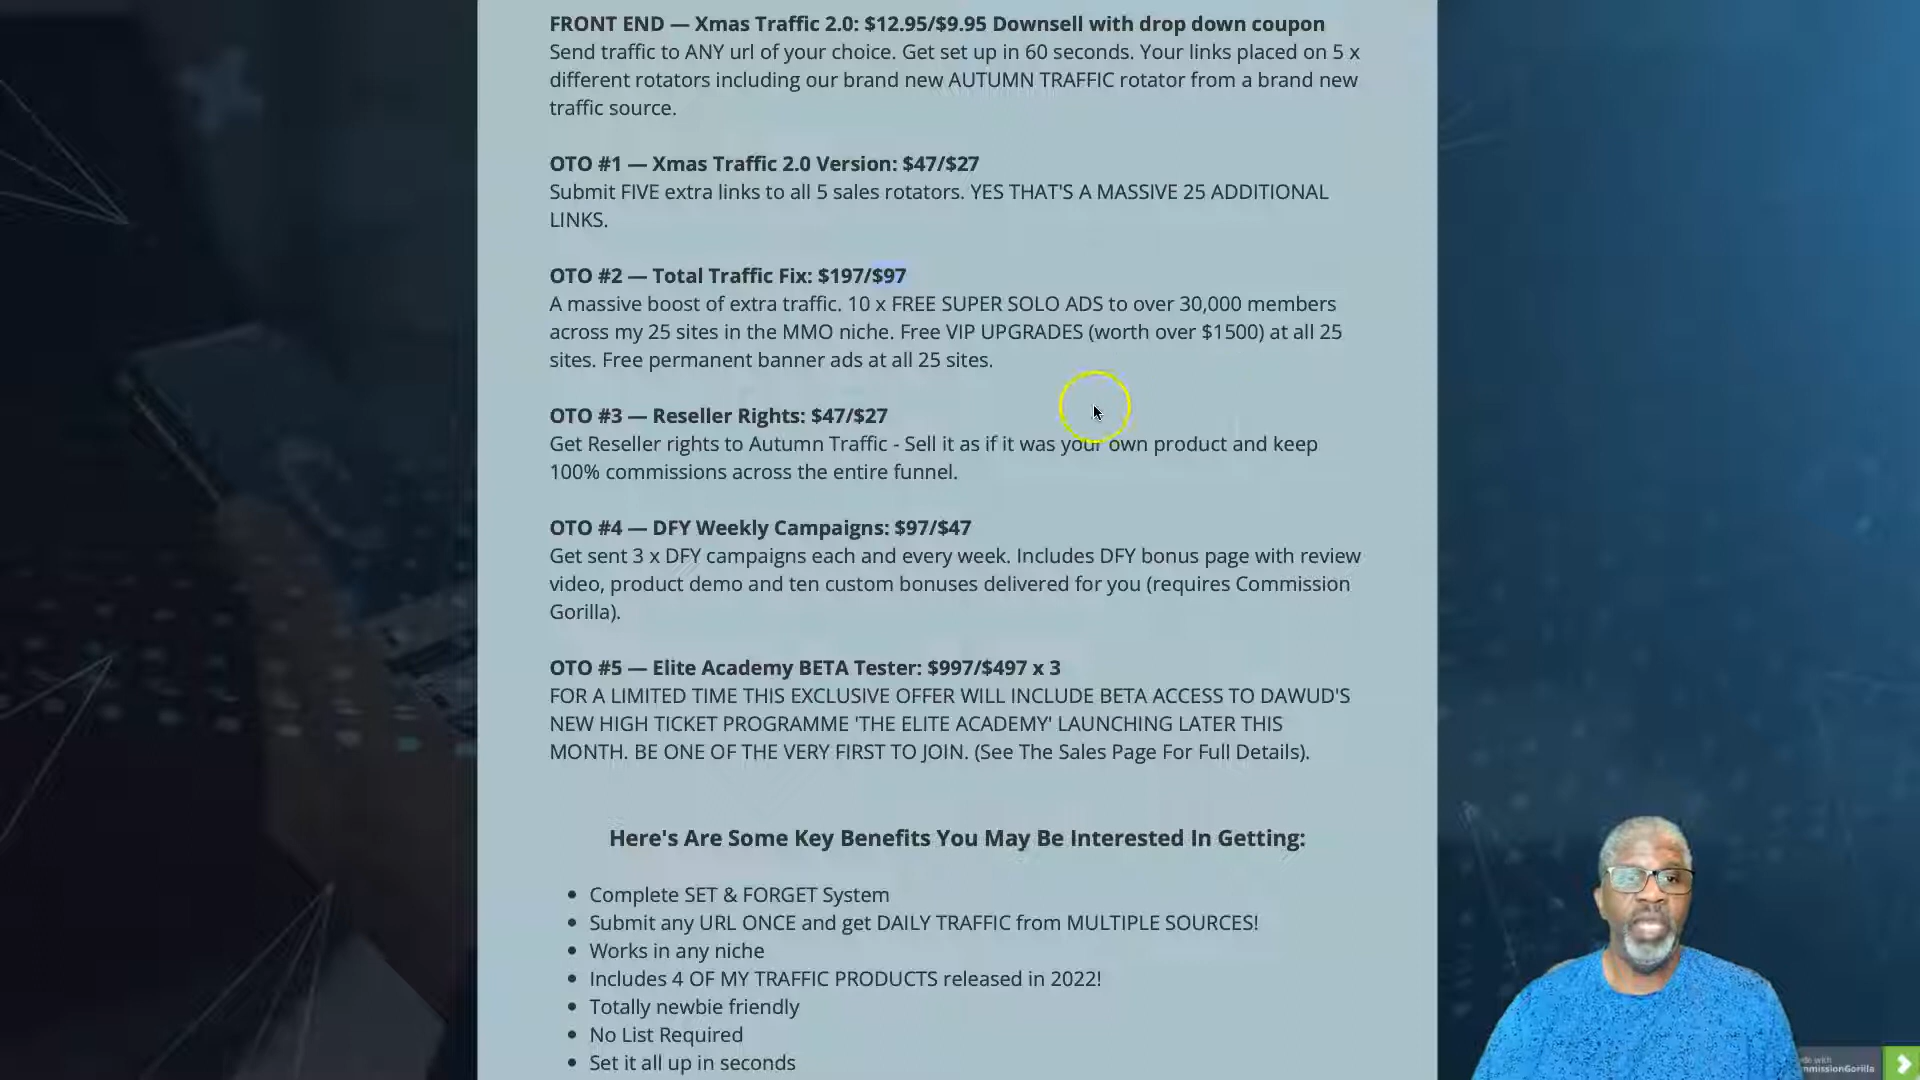 FRONT END — Xmas Traffic 2.0: $12.95/$9.95 Downsell with drop down coupon
Send traffic to ANY url of your choice. Get set up in 60 seconds. Your links placed on 5 x
different rotators including our brand new AUTUMN TRAFFIC rotator from a brand new
traffic source.
OTO #1 — Xmas Traffic 2.0 Version: $47/$27
Submit FIVE extra links to all 5 sales rotators. YES THAT'S A MASSIVE 25 ADDITIONAL
LINKS.
OTO #2 — Total Traffic Fix: $197/$97
A massive boost of extra traffic. 10 x FREE SUPER SOLO ADS to over 30,000 members
across my 25 sites in the MMO niche. Free VIP UPGRADES (worth over $1500) at all 25
sites. Free permanent banner ads at all 25 sites.
OTO #3 — Reseller Rights: $47/$27
Get Reseller rights to Autumn Traffic - Sell it as if it was your own product and keep
100% commissions across the entire funnel.
OTO #4 — DFY Weekly Campaigns: $97/$47
Get sent 3 x DFY campaigns each and every week. Includes DFY bonus page with review
video, product demo and ten custom bonuses delivered for you (requires Commission
Gorilla).
OTO #5 — Elite Academy BETA Tester: $997/$497 x 3
FOR A LIMITED TIME THIS EXCLUSIVE OFFER WILL INCLUDE BETA ACCESS TO DAWUD'S
NEW HIGH TICKET PROGRAMME 'THE ELITE ACADEMY' LAUNCHING LATER THIS
MONTH. BE ONE OF THE VERY FIRST TO JOIN. (See The Sales Page For Full Details).
Here's Are Some Key Benefits You May Be Interested In Getting:
• Complete SET & FORGET System
• Submit any URL ONCE and get DAILY TRAFFIC from MULTIPLE SOURCES!
• Works in any niche
• Includes 4 OF MY TRAFFIC PRODUCTS released in 2022!
• Totally newbie friendly
• No List Required
• Set it all up in seconds